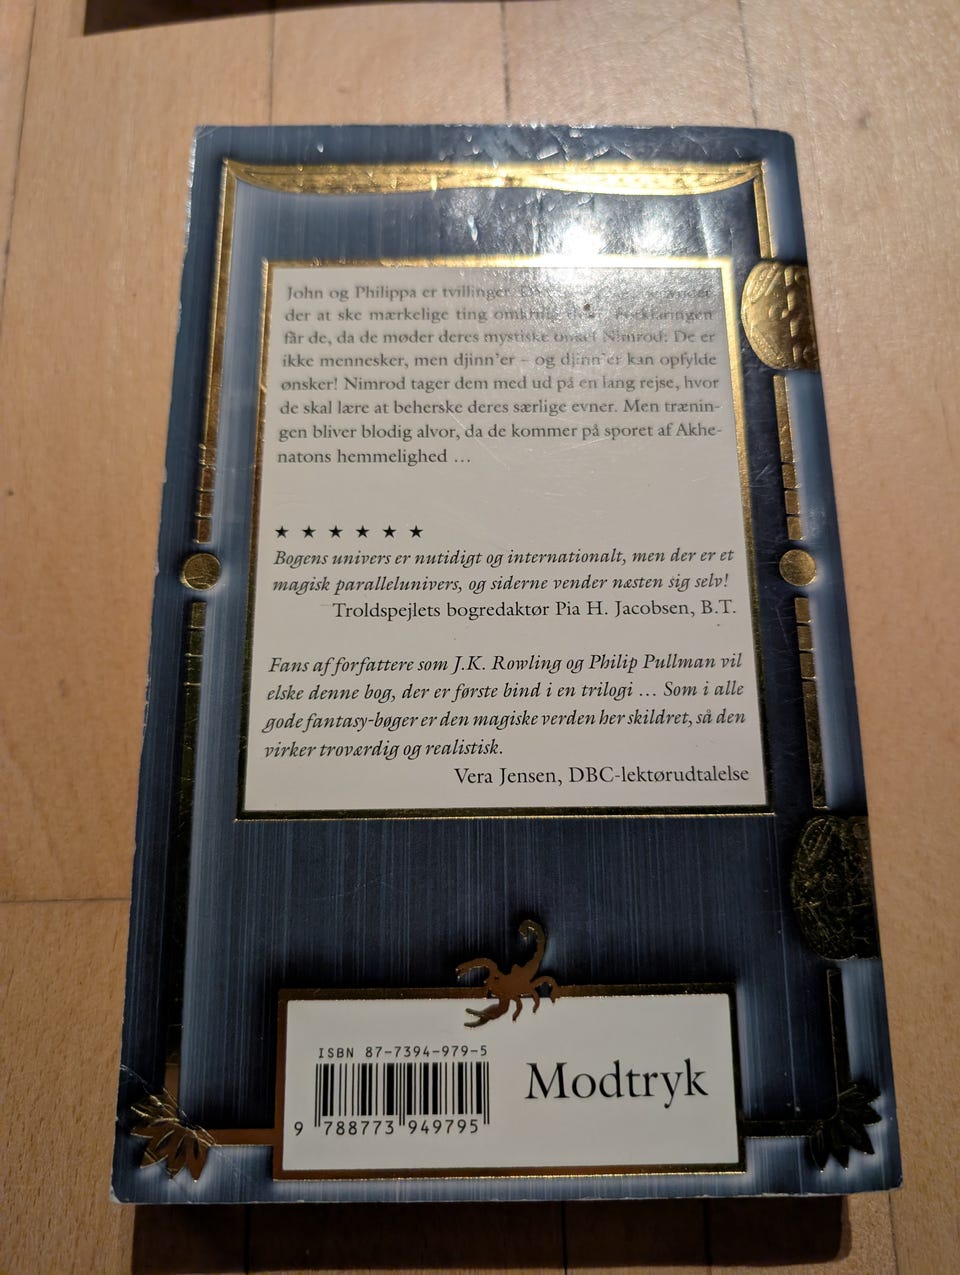 John og Philippa er tvillinger.
der at ske mærkelige ting omkring dem. Forklaringen
får de, da de møder deres mystiske onkel Nimrod: De er
ikke mennesker, men djinn'er – og djinn'er kan opfylde
ønsker! Nimrod tager dem med ud på en lang rejse, hvor
de skal lære at beherske deres særlige evner. Men trænin-
gen bliver blodig alvor, da de kommer på sporet af Akhe-
natons hemmelighed ...
★ ★ ★ ★ ★ ★
Bogens univers er nutidigt og internationalt, men der er et
magisk parallelunivers, og siderne vender næsten sig selv!
Troldspejlets bogredaktør Pia H. Jacobsen, B.T.
Fans af forfattere som J.K. Rowling og Philip Pullman vil
elske denne bog, der er første bind i en trilogi ... Som i alle
gode fantasy-bøger er den magiske verden her skildret, så den
virker troværdig og realistisk.
Vera Jensen, DBC-lektørudtalelse
ISBN 87-7394-979-5
Modtryk
9 788773 949795